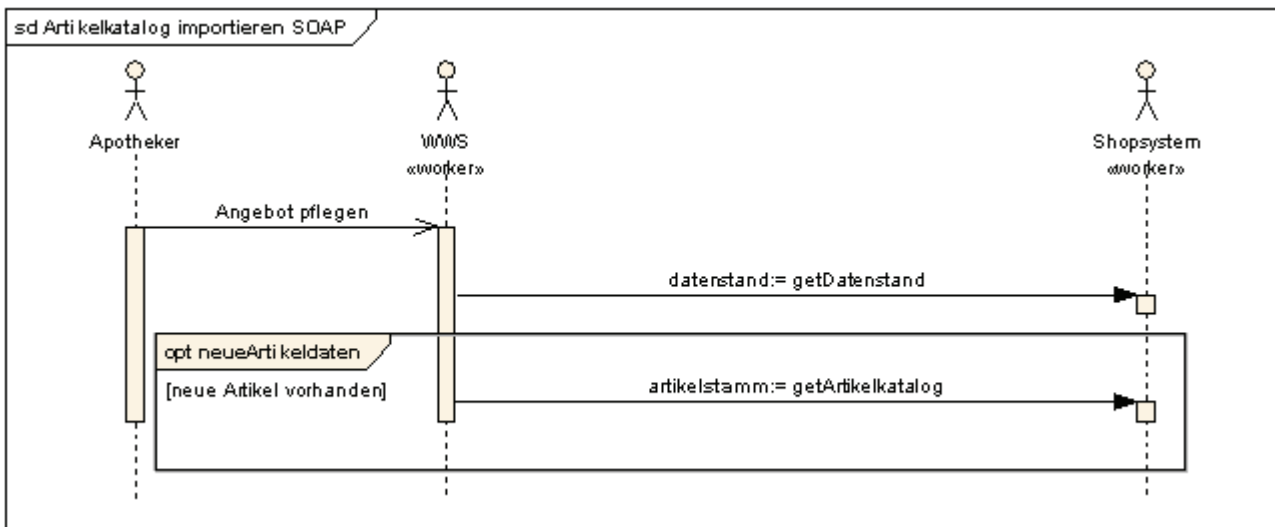 sd Artikelkatalog importieren SOAP
Apotheker
WWS
«worker»
Shopsystem
«worker»
Angebot pflegen
datenstand:= getDatenstand
opt neueArtikeldaten
[neue Artikel vorhanden]
artikelstamm:= getArtikelkatalog